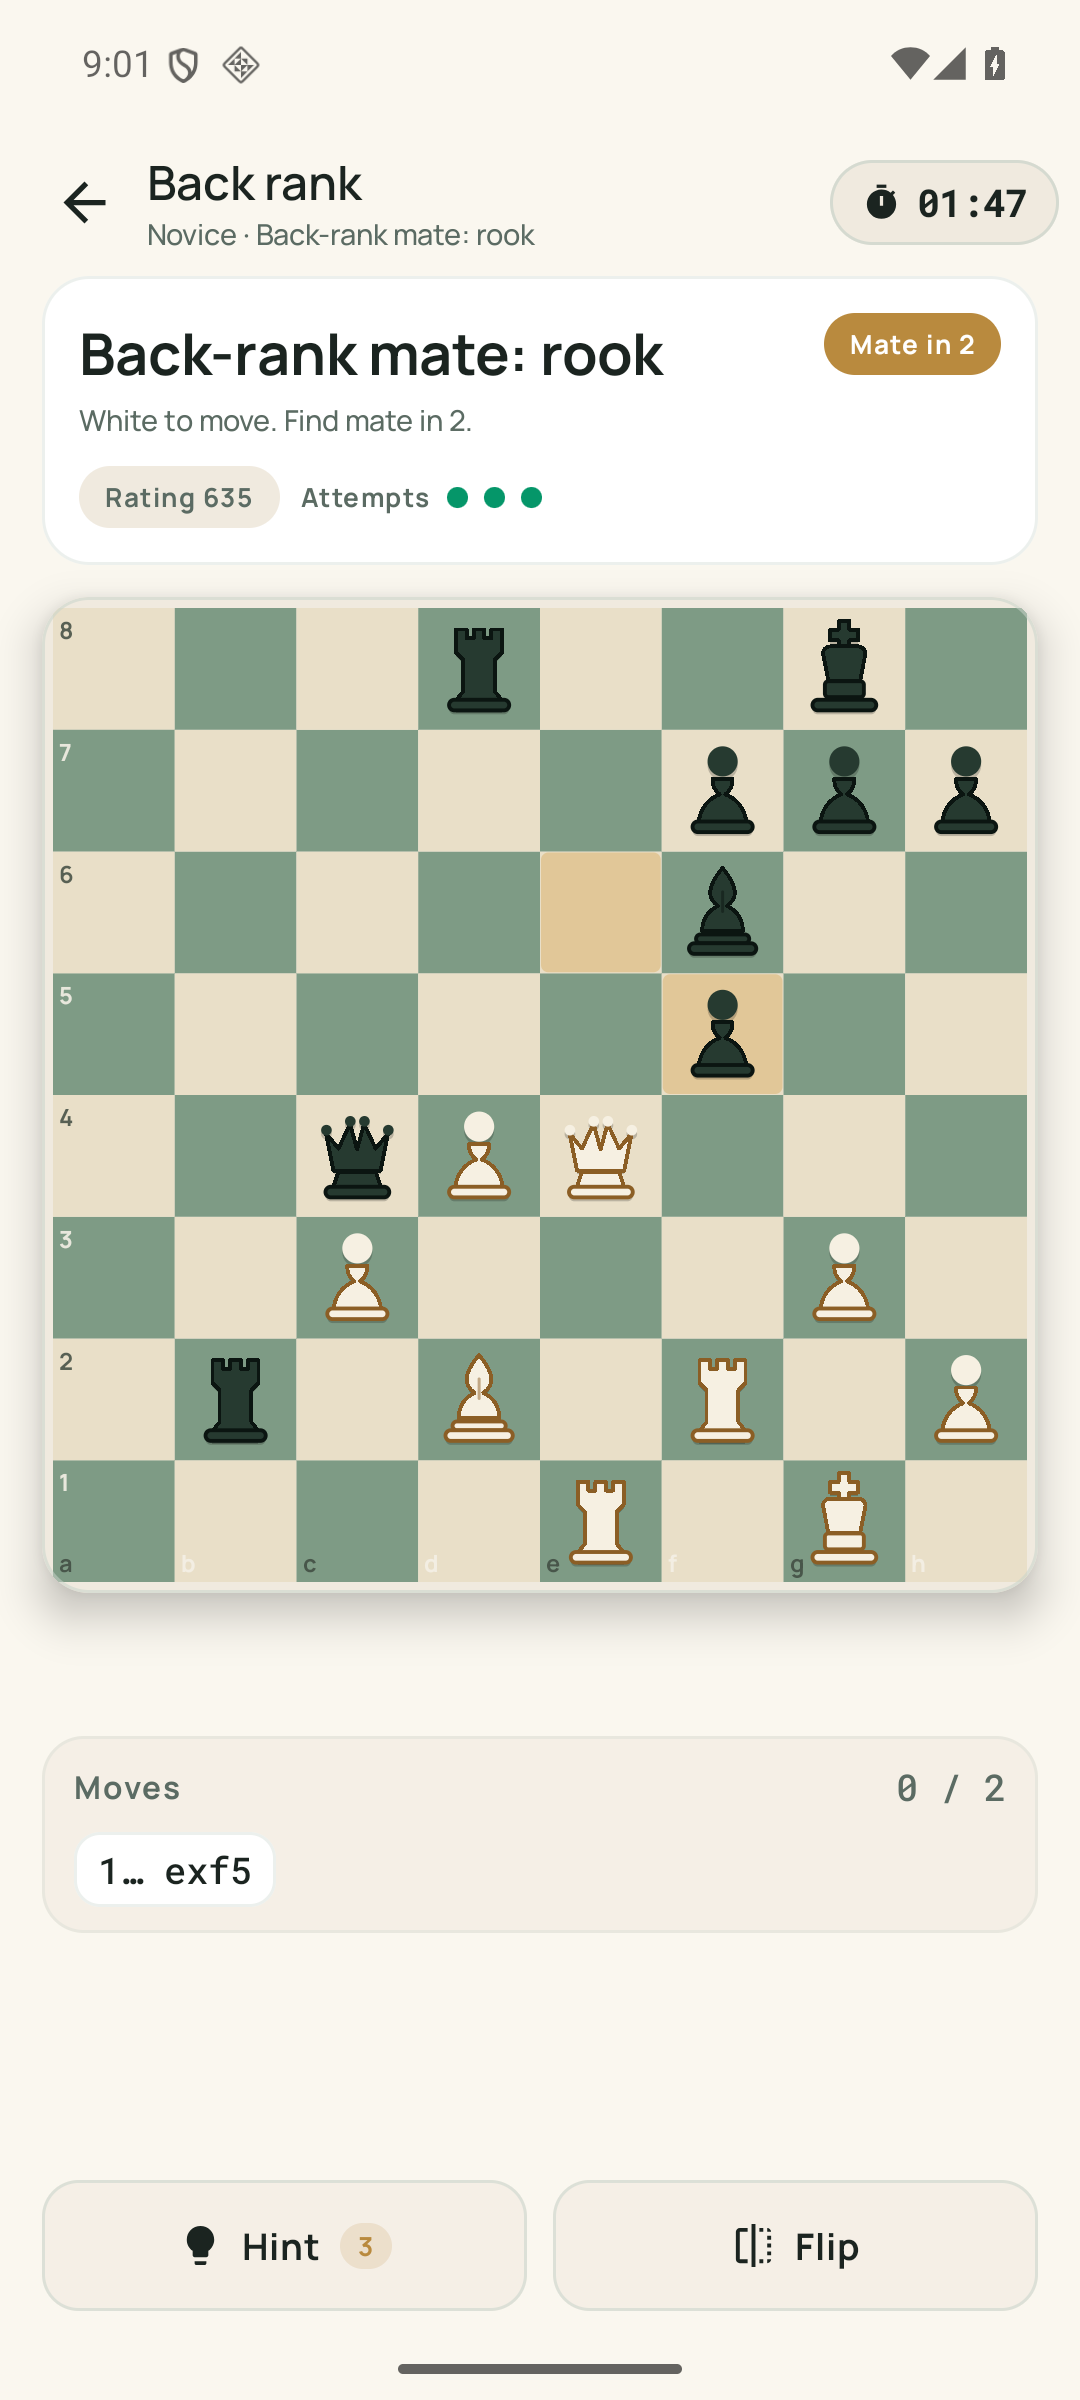 9:01
Back rank
Novice · Back-rank mate: rook
01:47
Back-rank mate: rook
Mate in 2
White to move. Find mate in 2.
Rating 635
Attempts
8
7
6
5
4
3
2
1
a b c d e f g h
Moves
0 / 2
1… exf5
Hint 3
Flip